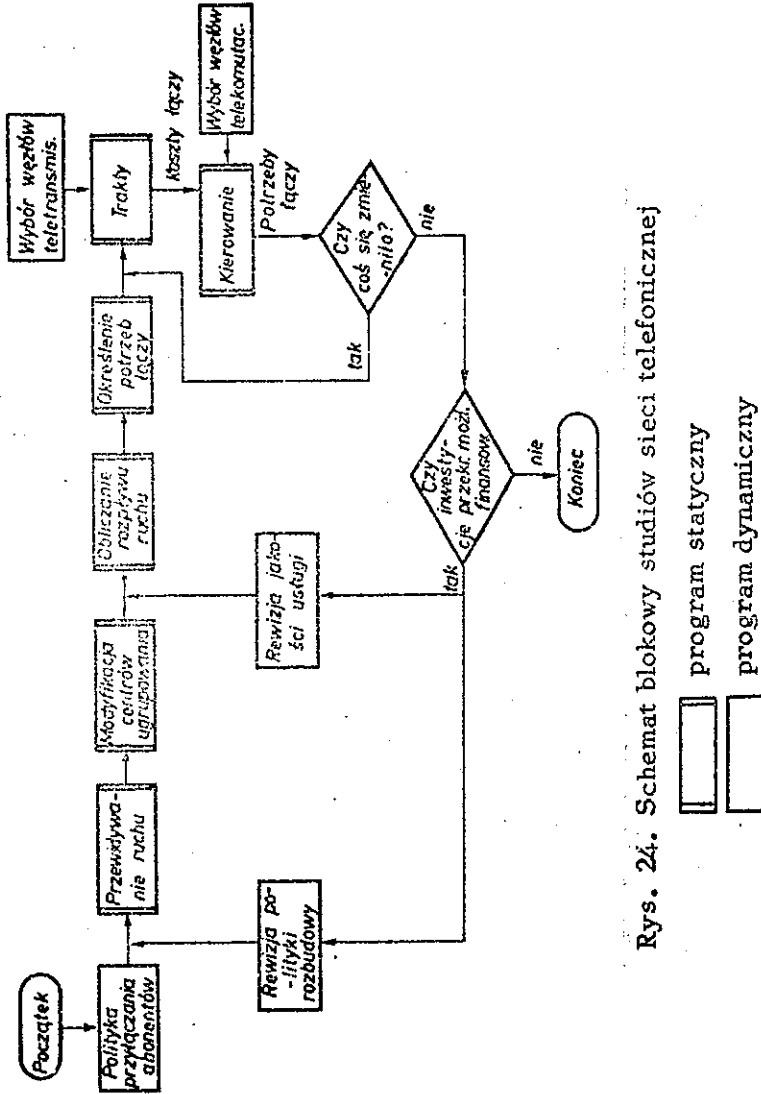 Początek
Polityka
przyłączania
abonentów
Przewidywa-
nie ruchu
Modyfikacja
centrów
ugrupowania
Obliczanie
rozpływu
ruchu
Określenie
potrzeb
łączy
Trakty
Wybór węzłów
teletransmis.
Koszty łączy
Kierowanie
Wybór węzłów
telekomutac.
Potrzeby
łączy
Czy
coś się zmie-
-niło?
tak
nie
Rewizja po-
-lityki
rozbudowy
Rewizja jako-
ści usługi
Czy
inwesty-
cje przekr. możl.
finansow.
tak
nie
Koniec
Rys. 24. Schemat blokowy studiów sieci telefonicznej
program statyczny
program dynamiczny